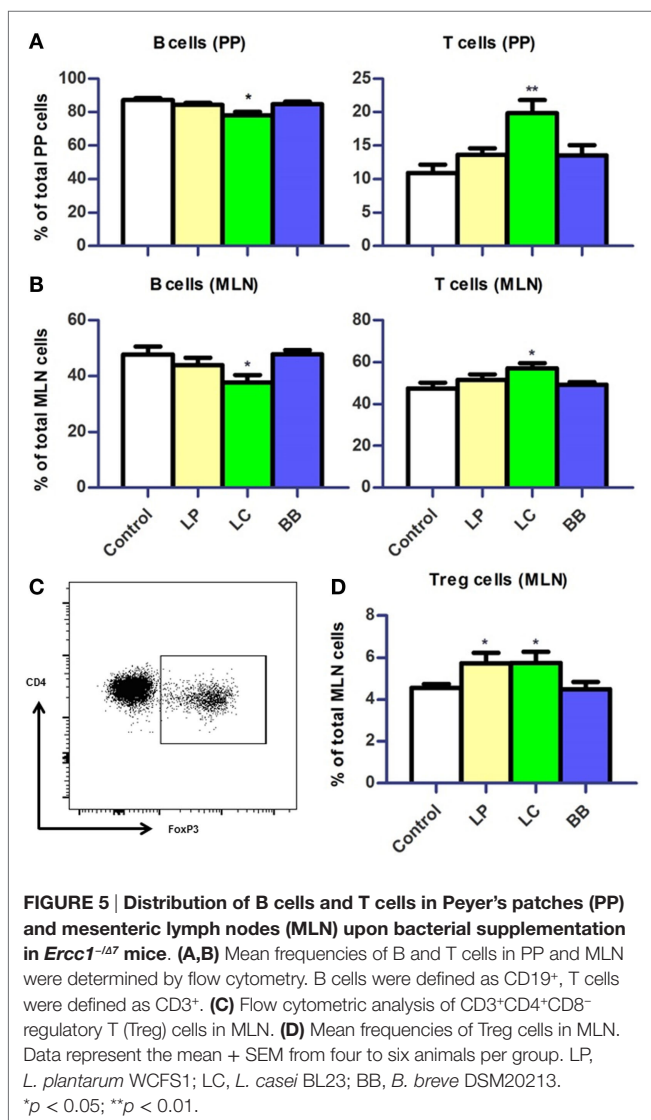 A
B cells (PP)
T cells (PP)
% of total PP cells
100
80
60
40
20
0
*
25
20
15
10
5
0
**
B
B cells (MLN)
T cells (MLN)
% of total MLN cells
60
40
20
0
*
80
60
40
20
0
*
Control LP LC BB
Control LP LC BB
C
CD4
FoxP3
D
Treg cells (MLN)
% of total MLN cells
8
6
4
2
0
* *
Control LP LC BB
FIGURE 5 | Distribution of B cells and T cells in Peyer’s patches (PP)
and mesenteric lymph nodes (MLN) upon bacterial supplementation
in Ercc1⁻/Δ7 mice. (A,B) Mean frequencies of B and T cells in PP and MLN
were determined by flow cytometry. B cells were defined as CD19⁺, T cells
were defined as CD3⁺. (C) Flow cytometric analysis of CD3⁺CD4⁺CD8⁻
regulatory T (Treg) cells in MLN. (D) Mean frequencies of Treg cells in MLN.
Data represent the mean + SEM from four to six animals per group. LP,
L. plantarum WCFS1; LC, L. casei BL23; BB, B. breve DSM20213.
*p < 0.05; **p < 0.01.